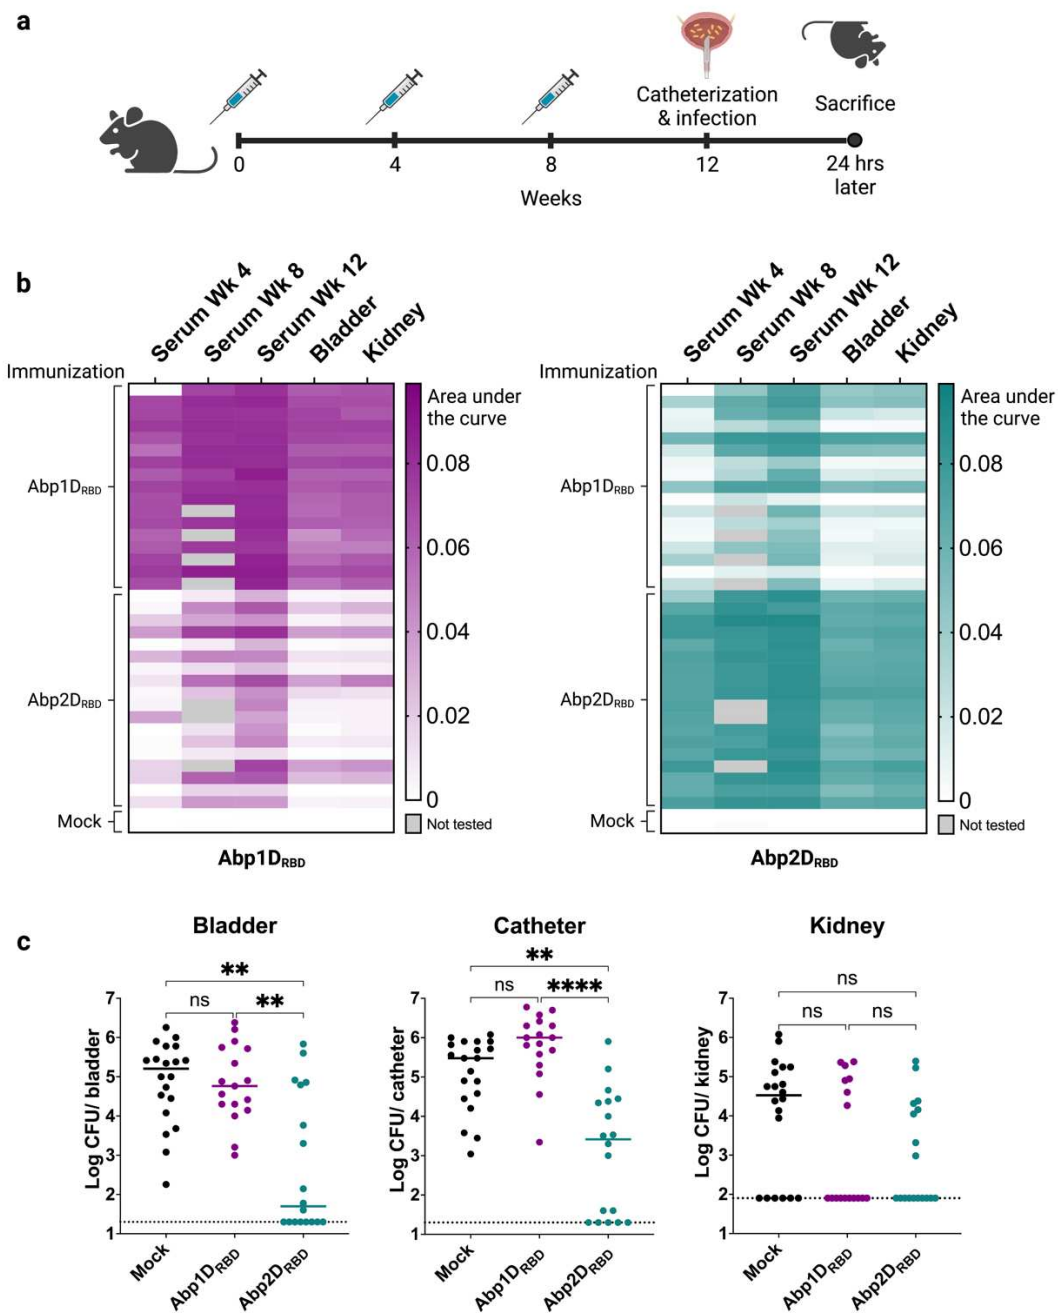 a
Catheterization
& infection
Sacrifice
0
4
8
12
24 hrs
later
Weeks
b
Serum Wk 4
Serum Wk 8
Serum Wk 12
Bladder
Kidney
Immunization
Abp1DRBD
Abp2DRBD
Mock
Area under
the curve
0.08
0.06
0.04
0.02
0
Not tested
Abp1DRBD
Serum Wk 4
Serum Wk 8
Serum Wk 12
Bladder
Kidney
Immunization
Abp1DRBD
Abp2DRBD
Mock
Area under
the curve
0.08
0.06
0.04
0.02
0
Not tested
Abp2DRBD
c
Bladder
**
ns
**
Log CFU/ bladder
7
6
5
4
3
2
1
Mock
Abp1DRBD
Abp2DRBD
Catheter
**
ns
****
Log CFU/ catheter
7
6
5
4
3
2
1
Mock
Abp1DRBD
Abp2DRBD
Kidney
ns
ns
ns
Log CFU/ kidney
7
6
5
4
3
2
1
Mock
Abp1DRBD
Abp2DRBD